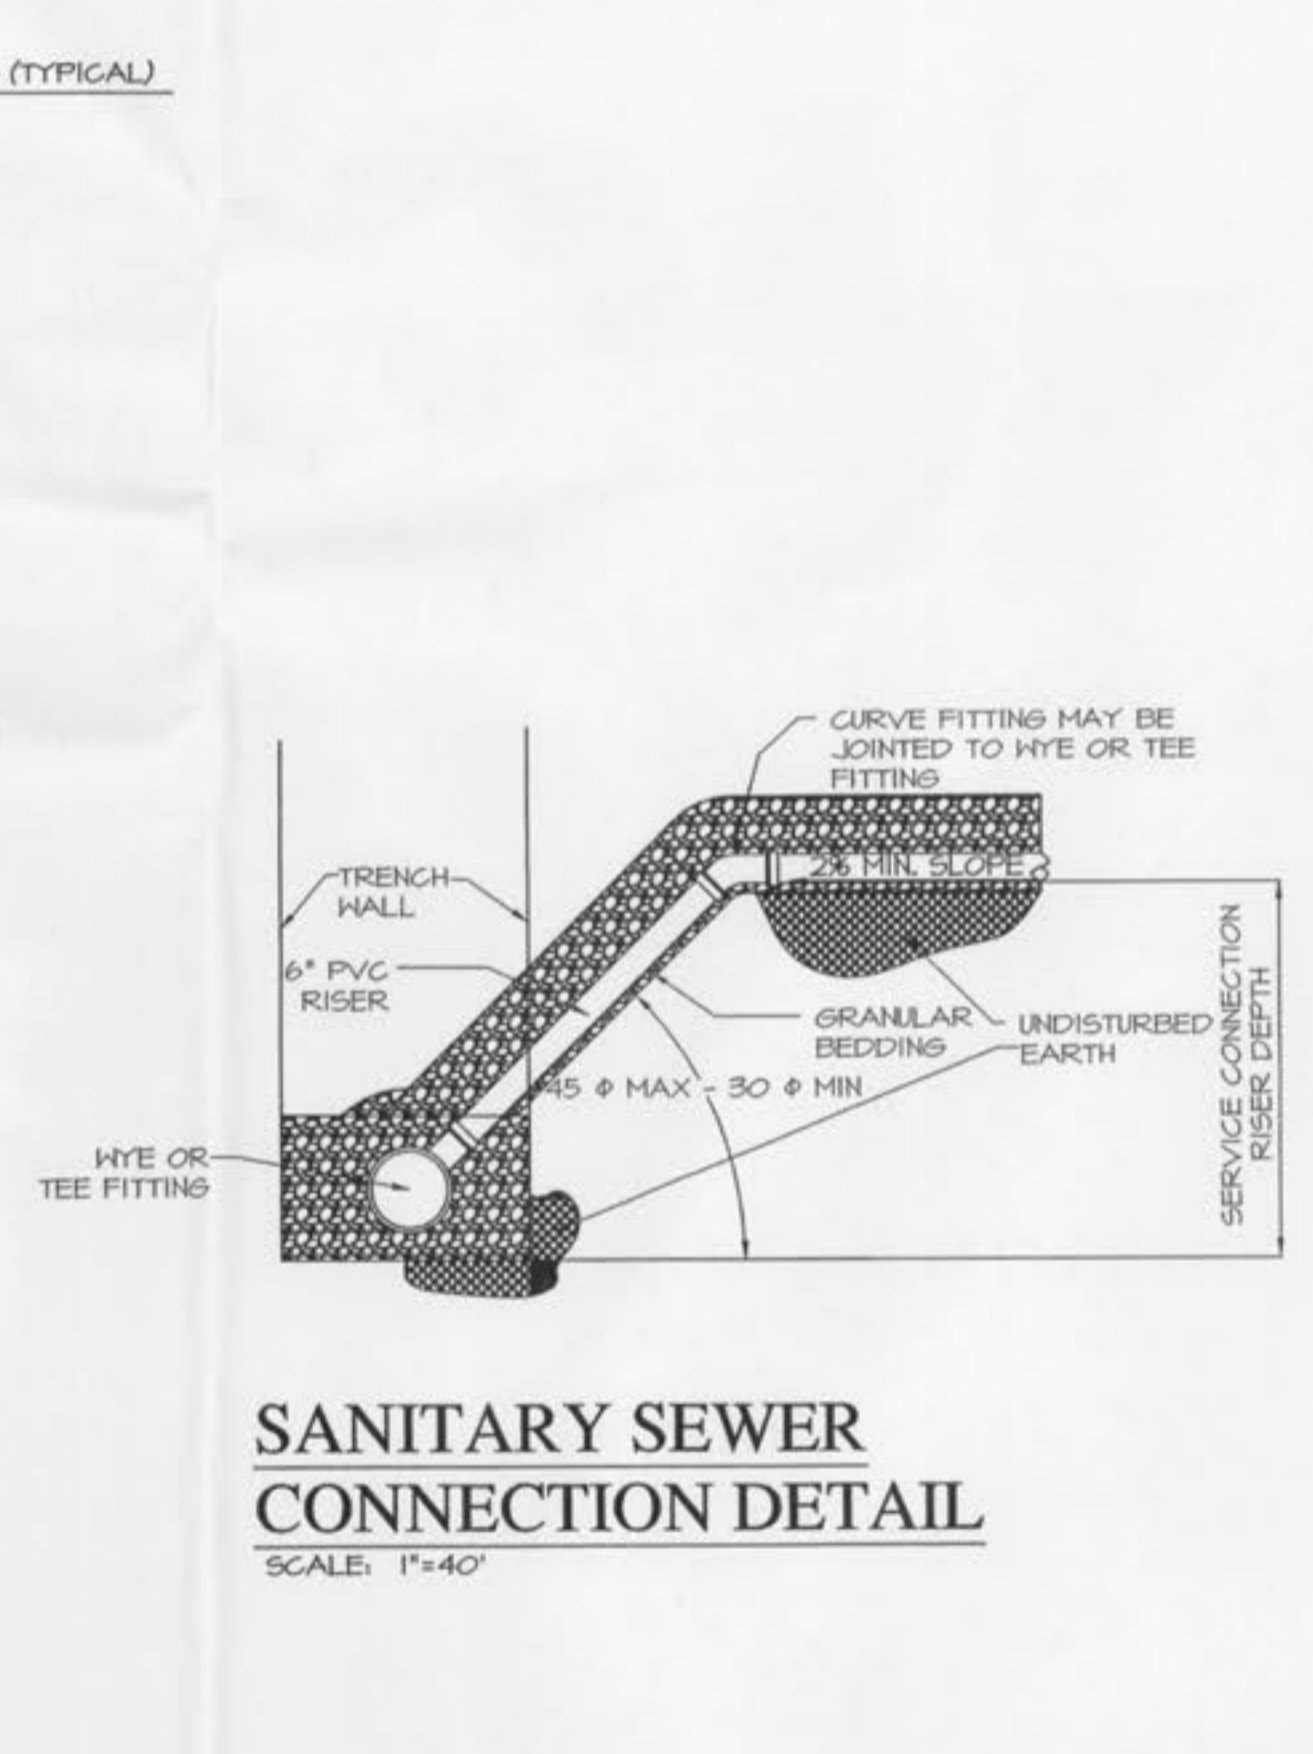 (TYPICAL)
CURVE FITTING MAY BE
JOINTED TO WYE OR TEE
FITTING
2% MIN. SLOPE
TRENCH
WALL
6" PVC
RISER
GRANULAR
BEDDING
UNDISTURBED
EARTH
SERVICE CONNECTION
RISER DEPTH
45 Φ MAX - 30 Φ MIN
WYE OR
TEE FITTING
SANITARY SEWER
CONNECTION DETAIL
SCALE: 1"=40'